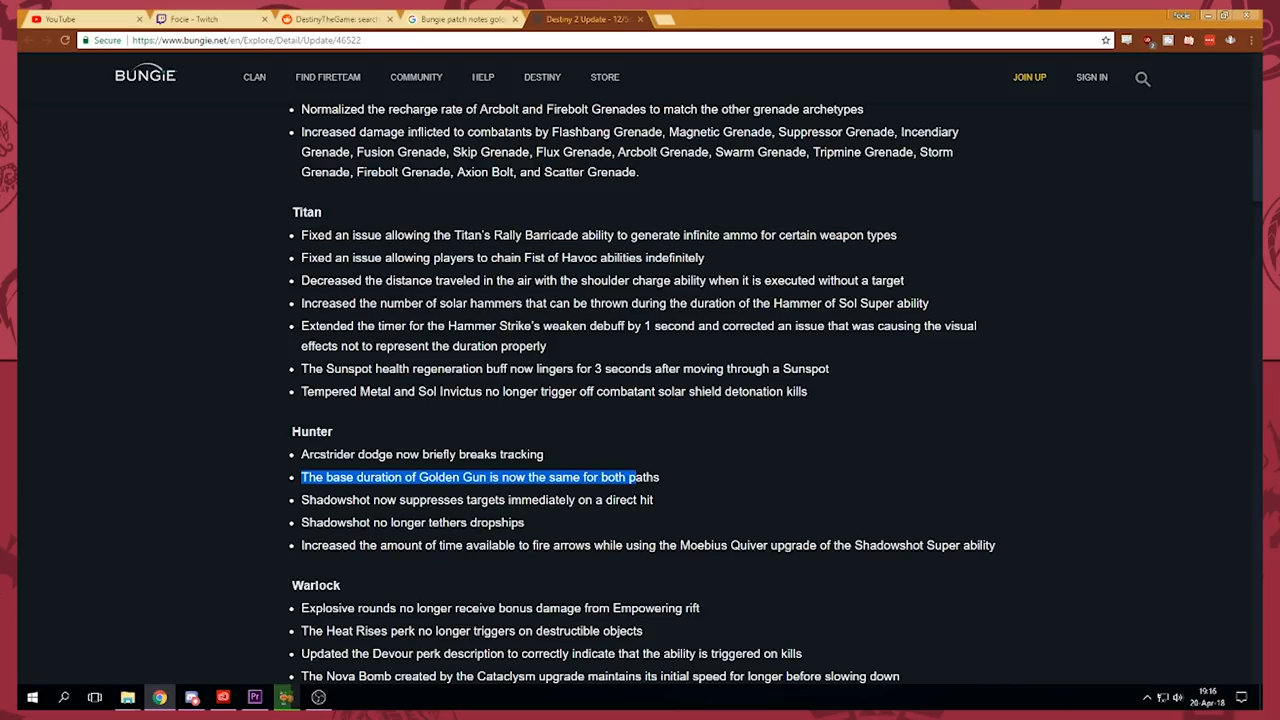 YouTube
Focie - Twitch
DestinyTheGame: sear
Bungie patch notes gol
Destiny 2 Update - 12/5
Focie
Secure
https://www.bungie.net/en/Explore/Detail/Update/46522
BUNGiE
CLAN
FIND FIRETEAM
COMMUNITY
HELP
DESTINY
STORE
JOIN UP
SIGN IN
• Normalized the recharge rate of Arcbolt and Firebolt Grenades to match the other grenade archetypes
• Increased damage inflicted to combatants by Flashbang Grenade, Magnetic Grenade, Suppressor Grenade, Incendiary
Grenade, Fusion Grenade, Skip Grenade, Flux Grenade, Arcbolt Grenade, Swarm Grenade, Tripmine Grenade, Storm
Grenade, Firebolt Grenade, Axion Bolt, and Scatter Grenade.
Titan
• Fixed an issue allowing the Titan's Rally Barricade ability to generate infinite ammo for certain weapon types
• Fixed an issue allowing players to chain Fist of Havoc abilities indefinitely
• Decreased the distance traveled in the air with the shoulder charge ability when it is executed without a target
• Increased the number of solar hammers that can be thrown during the duration of the Hammer of Sol Super ability
• Extended the timer for the Hammer Strike's weaken debuff by 1 second and corrected an issue that was causing the visual
effects not to represent the duration properly
• The Sunspot health regeneration buff now lingers for 3 seconds after moving through a Sunspot
• Tempered Metal and Sol Invictus no longer trigger off combatant solar shield detonation kills
Hunter
• Arcstrider dodge now briefly breaks tracking
• The base duration of Golden Gun is now the same for both paths
• Shadowshot now suppresses targets immediately on a direct hit
• Shadowshot no longer tethers dropships
• Increased the amount of time available to fire arrows while using the Moebius Quiver upgrade of the Shadowshot Super ability
Warlock
• Explosive rounds no longer receive bonus damage from Empowering rift
• The Heat Rises perk no longer triggers on destructible objects
• Updated the Devour perk description to correctly indicate that the ability is triggered on kills
• The Nova Bomb created by the Cataclysm upgrade maintains its initial speed for longer before slowing down
Pr
19:16
20-Apr-18